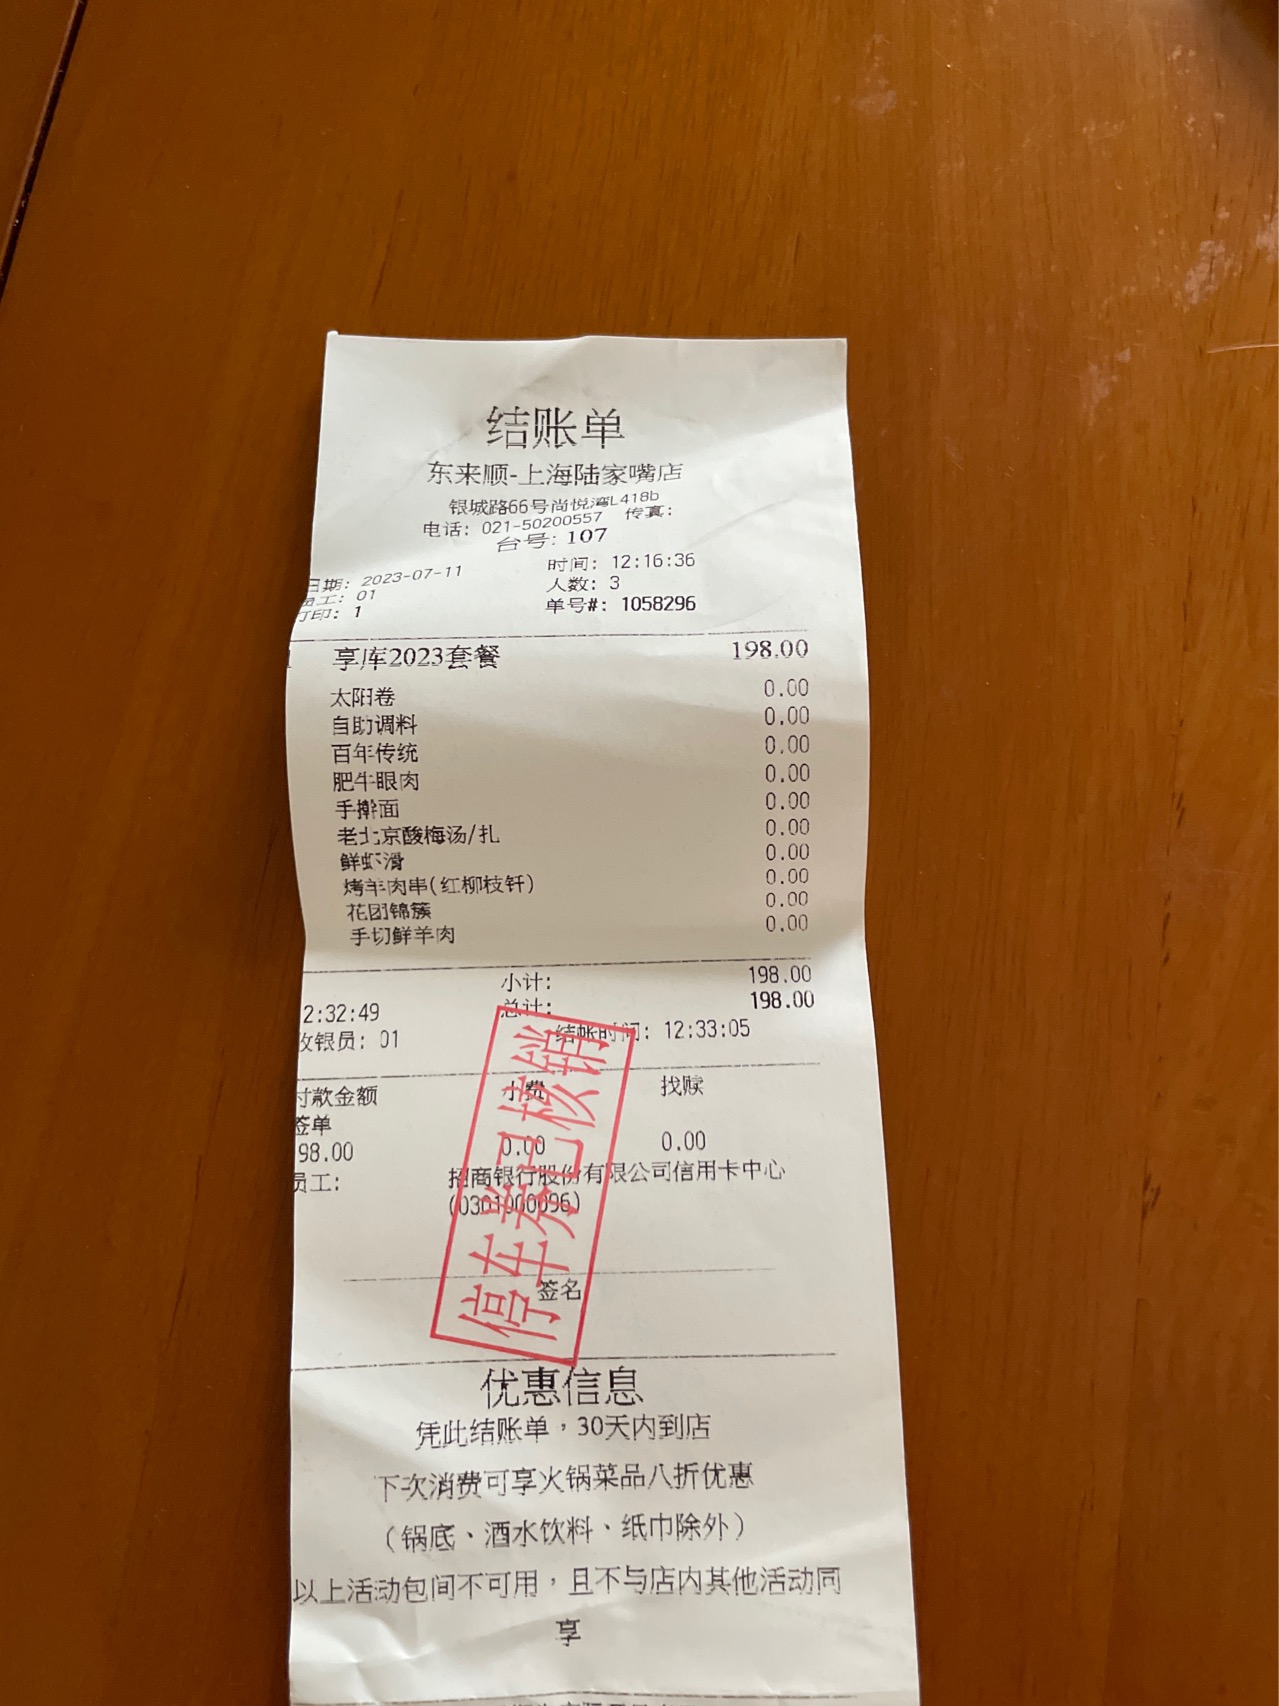 结账单
东来顺-上海陆家嘴店
银城路66号尚悦湾L418b
电话: 021-50200557 传真:
台号: 107
日期: 2023-07-11 时间: 12:16:36
员工: 01 人数: 3
打印: 1 单号#: 1058296
1 享库2023套餐 198.00
太阳卷 0.00
自助调料 0.00
百年传统 0.00
肥牛眼肉 0.00
手擀面 0.00
老北京酸梅汤/扎 0.00
鲜虾滑 0.00
烤羊肉串(红柳枝钎) 0.00
花团锦簇 0.00
手切鲜羊肉 0.00
小计: 198.00
总计: 198.00
2:32:49 结帐时间: 12:33:05
收银员: 01
付款金额 小费 找赎
签单
98.00 0.00 0.00
员工: 招商银行股份有限公司信用卡中心
(0301000096)
签名
停车券已核销
优惠信息
凭此结账单，30天内到店
下次消费可享火锅菜品八折优惠
（锅底、酒水饮料、纸巾除外）
以上活动包间不可用，且不与店内其他活动同
享